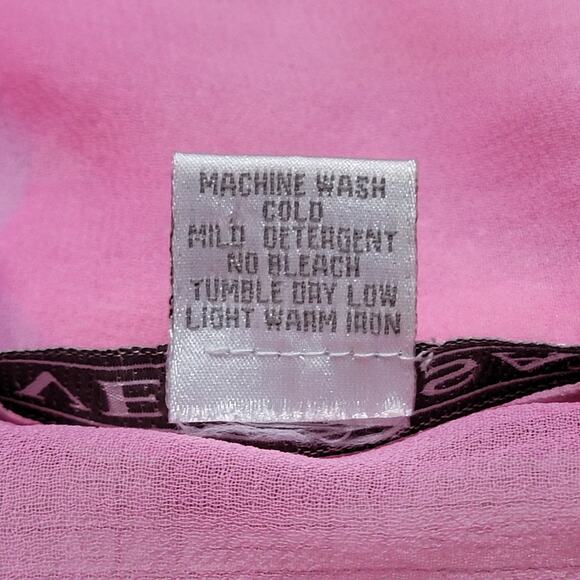 MACHINE WASH
COLD
MILD DETERGENT
NO BLEACH
TUMBLE DRY LOW
LIGHT WARM IRON